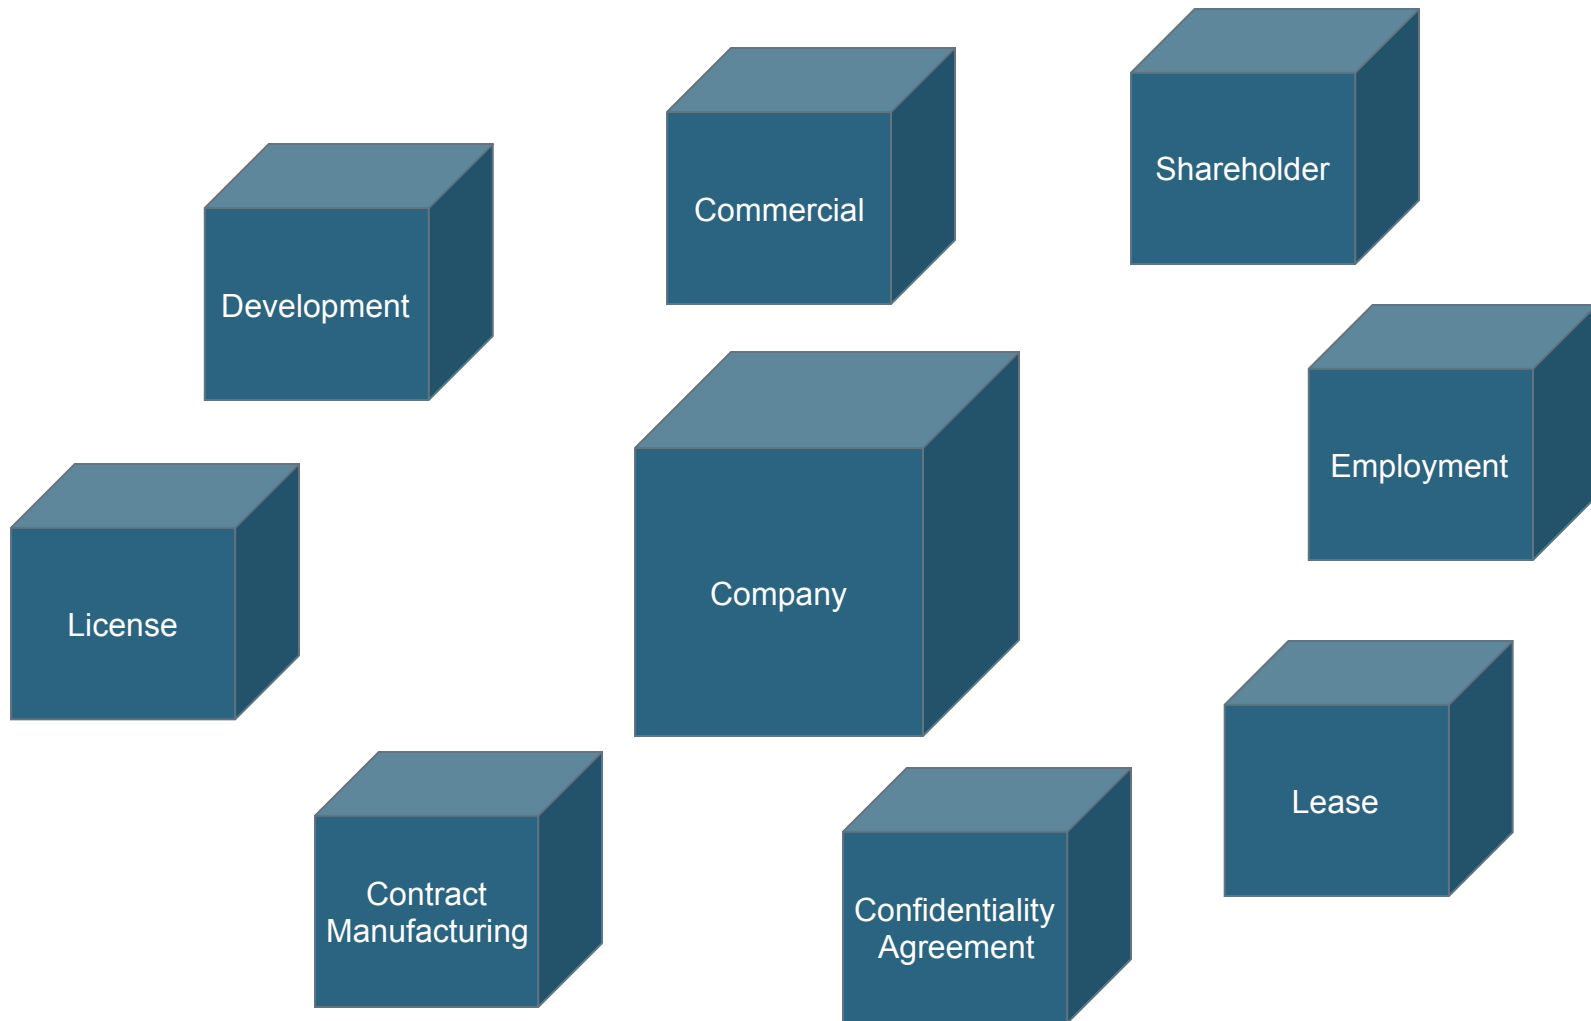 Shareholder
Commercial
Development
Employment
Company
License
Lease
Contract
Manufacturing
Confidentiality
Agreement